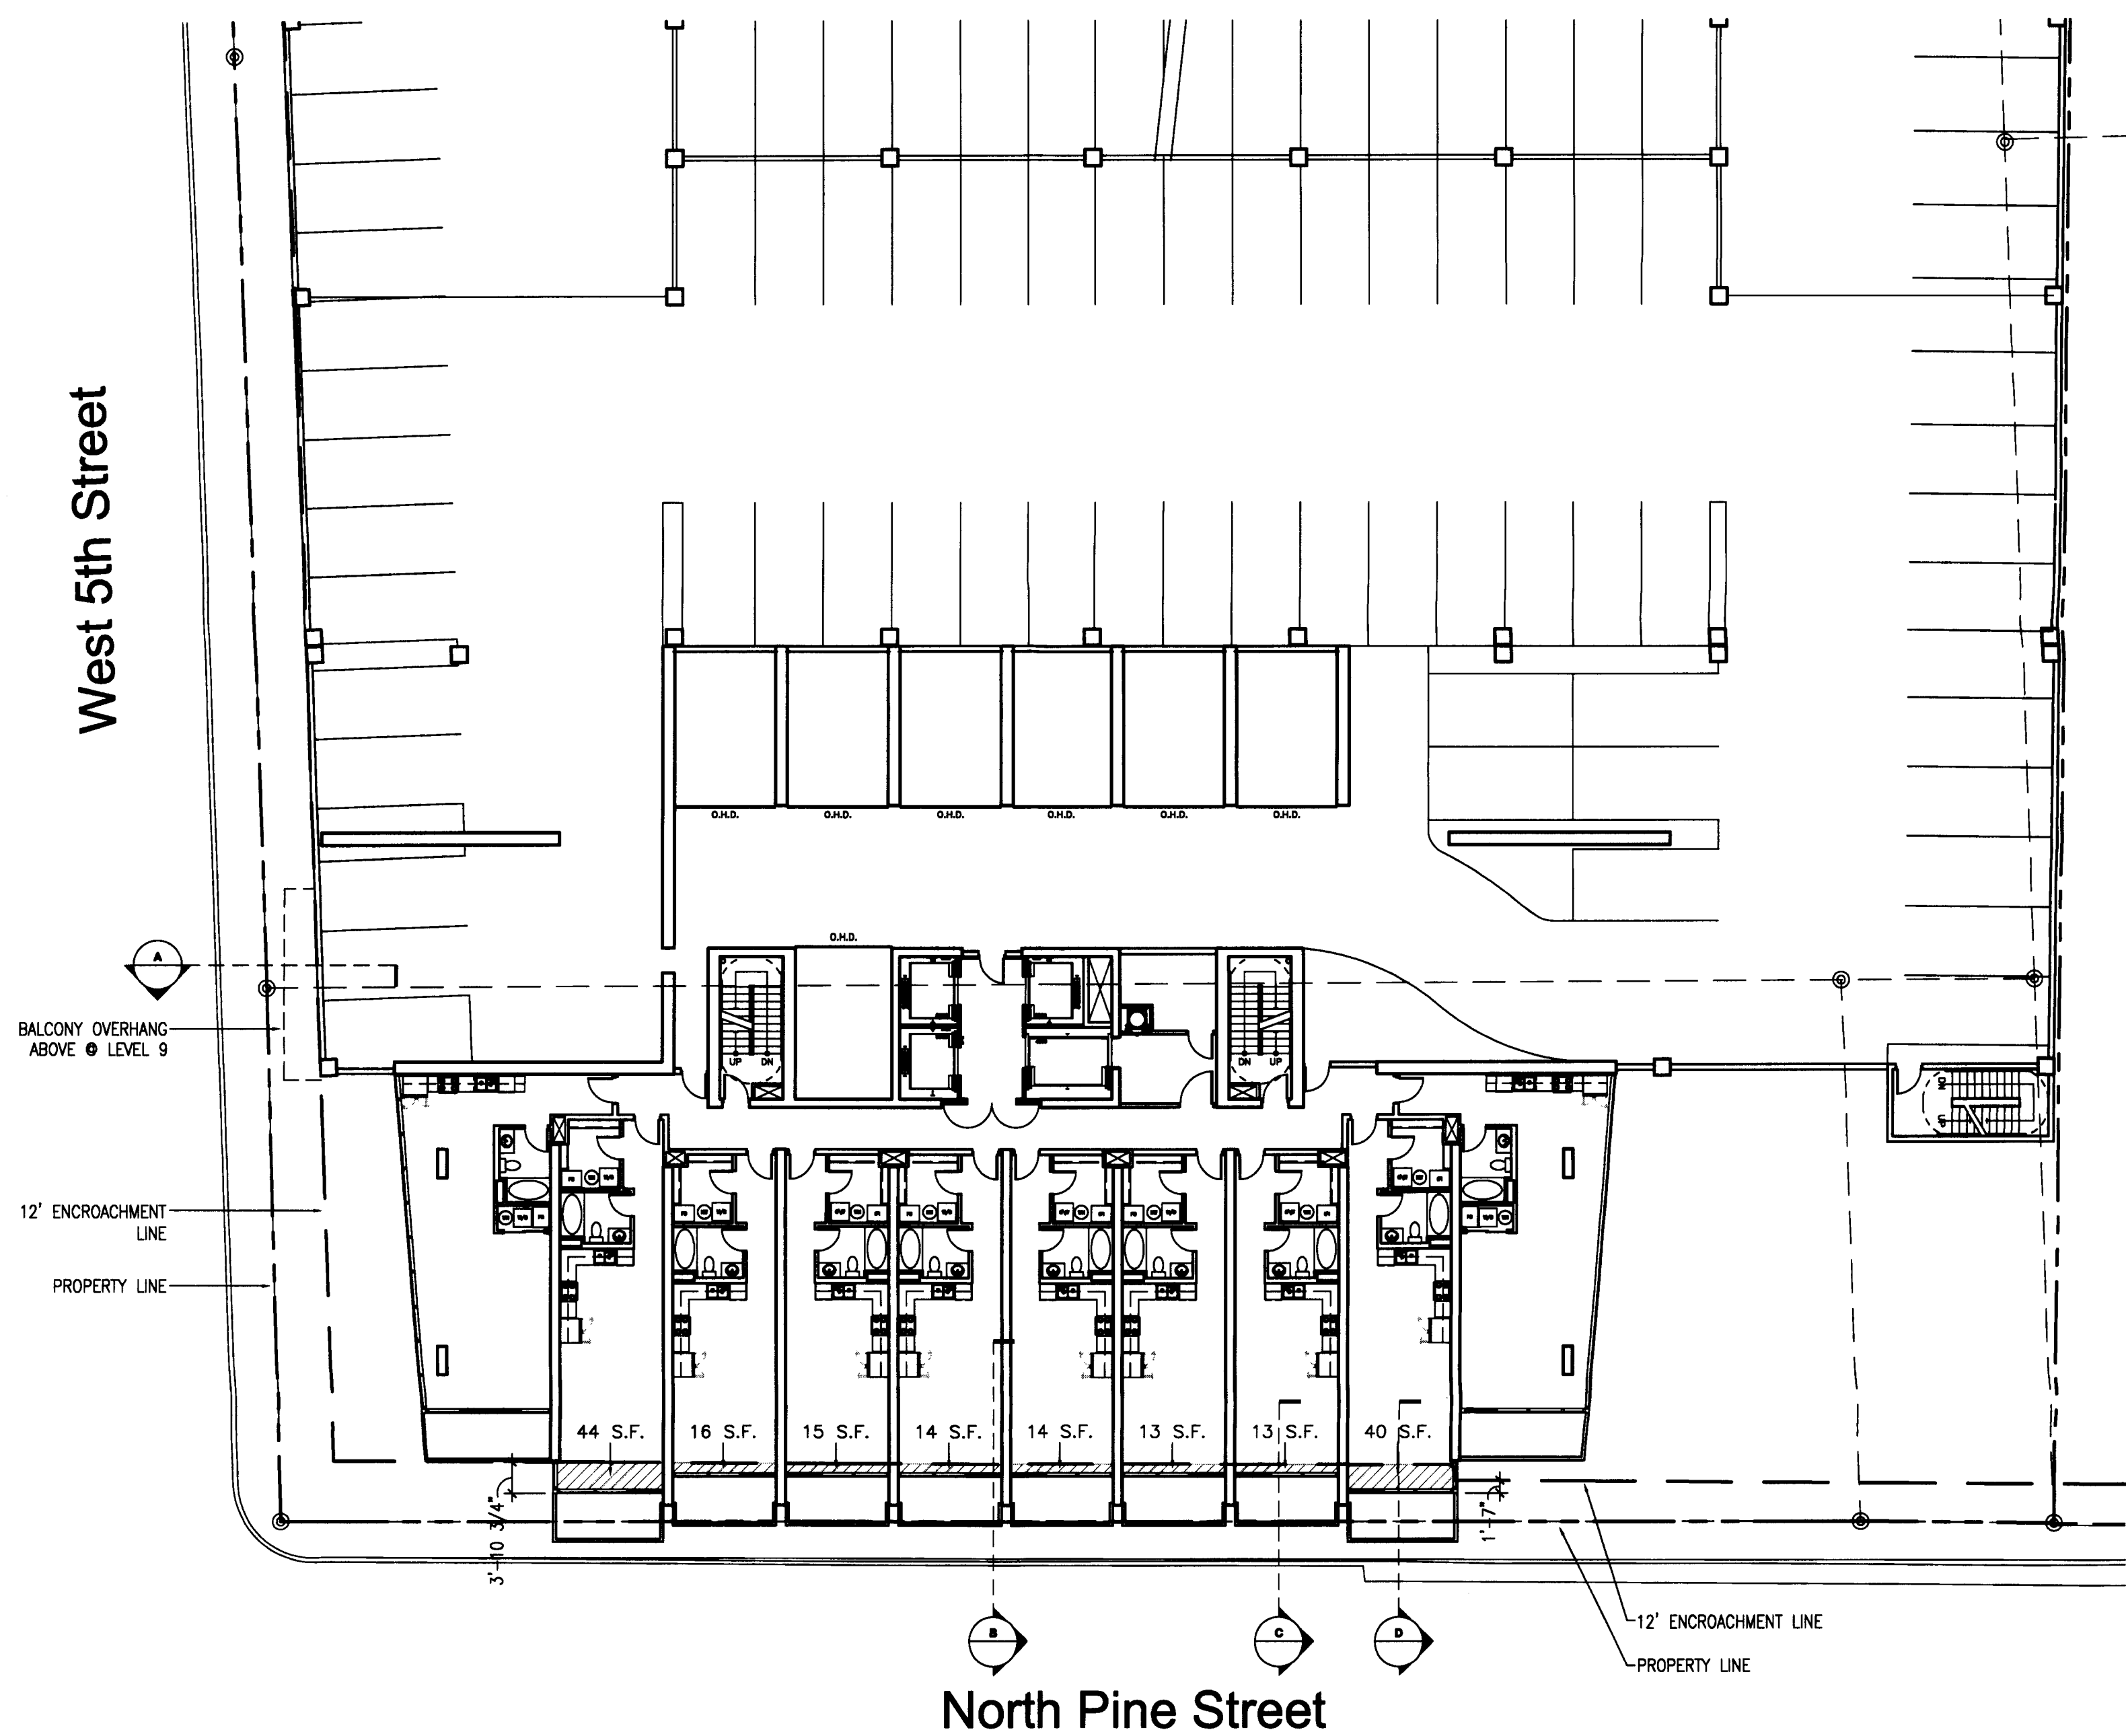 West 5th Street
O.H.D. O.H.D. O.H.D. O.H.D. O.H.D. O.H.D.
O.H.D.
A
BALCONY OVERHANG
ABOVE @ LEVEL 9
UP DN
DN UP
DN
UP
12' ENCROACHMENT
LINE
PROPERTY LINE
44 S.F. 16 S.F. 15 S.F. 14 S.F. 14 S.F. 13 S.F. 13 S.F. 40 S.F.
3'-10 3/4"
1'-7"
B C D
12' ENCROACHMENT LINE
PROPERTY LINE
North Pine Street